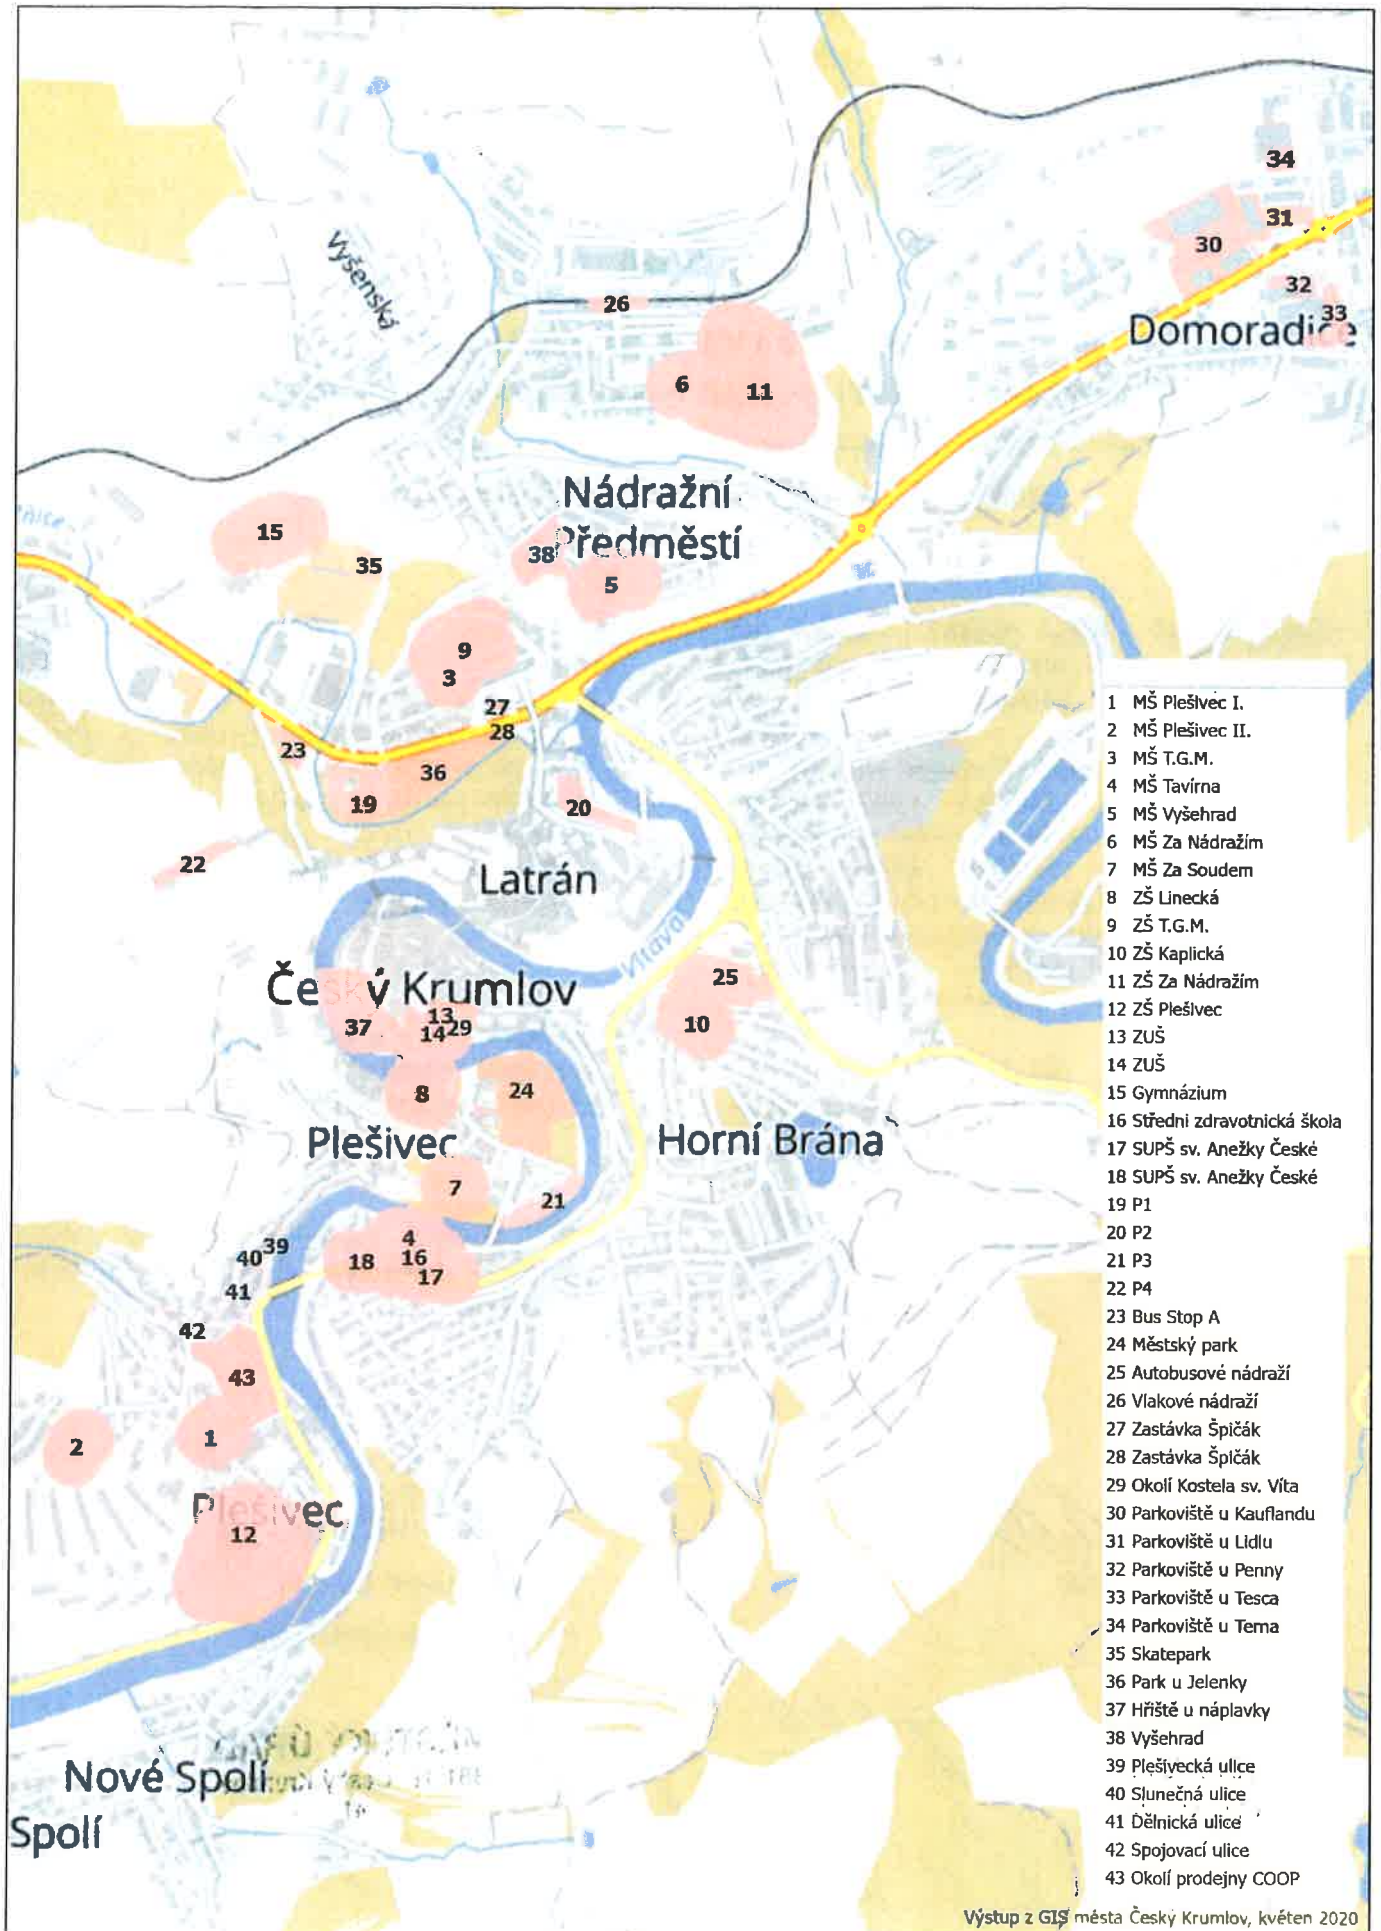 34
31
30
Vyšenská
32
26
33
Domoradice
6
11
Nádražní
Předměstí
15
38
35
5
9
3
27
28
23
36
19
20
22
Latrán
Vltava
Český Krumlov
25
13
37
14
29
10
8
24
Plešivec
Horní Brána
7
21
4
39
40
16
18
17
41
42
43
1
2
Plešivec
12
Nové Spolí
Spolí
1 MŠ Plešivec I.
2 MŠ Plešivec II.
3 MŠ T.G.M.
4 MŠ Tavírna
5 MŠ Vyšehrad
6 MŠ Za Nádražím
7 MŠ Za Soudem
8 ZŠ Linecká
9 ZŠ T.G.M.
10 ZŠ Kaplická
11 ZŠ Za Nádražím
12 ZŠ Plešivec
13 ZUŠ
14 ZUŠ
15 Gymnázium
16 Střední zdravotnická škola
17 SUPŠ sv. Anežky České
18 SUPŠ sv. Anežky České
19 P1
20 P2
21 P3
22 P4
23 Bus Stop A
24 Městský park
25 Autobusové nádraží
26 Vlakové nádraží
27 Zastávka Špičák
28 Zastávka Špičák
29 Okolí Kostela sv. Víta
30 Parkoviště u Kauflandu
31 Parkoviště u Lidlu
32 Parkoviště u Penny
33 Parkoviště u Tesca
34 Parkoviště u Terna
35 Skatepark
36 Park u Jelenky
37 Hřiště u náplavky
38 Vyšehrad
39 Plešivecká ulice
40 Slunečná ulice
41 Dělnická ulice
42 Spojovací ulice
43 Okolí prodejny COOP
Výstup z GIS města Český Krumlov, květen 2020